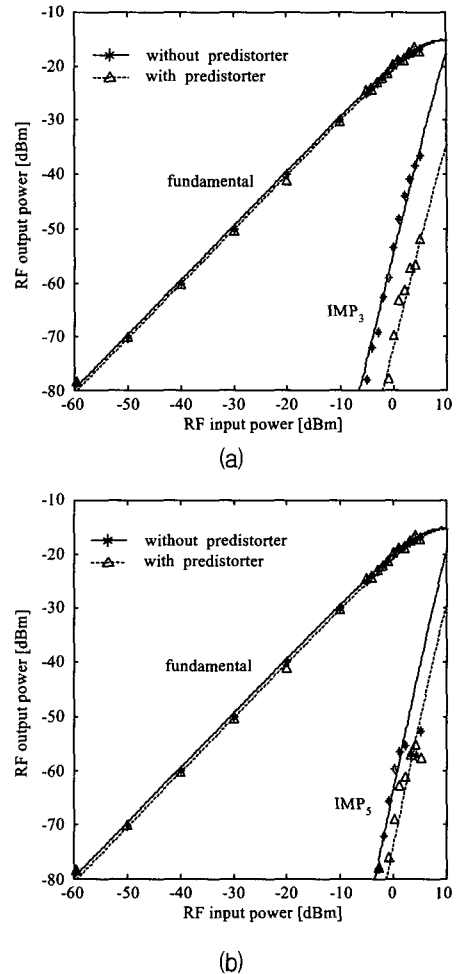 -10
without predistorter
with predistorter
-20
-30
-40
-50
-60
-70
-80
RF output power [dBm]
fundamental
IMP3
-60 -50 -40 -30 -20 -10 0 10
RF input power [dBm]
(a)
-10
without predistorter
with predistorter
-20
-30
-40
-50
-60
-70
-80
RF output power [dBm]
fundamental
IMP5
-60 -50 -40 -30 -20 -10 0 10
RF input power [dBm]
(b)